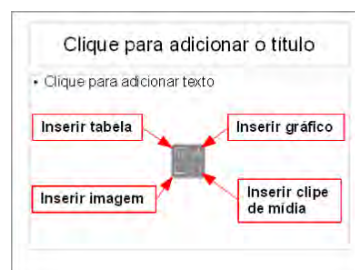 Clique para adicionar o título
• Clique para adicionar texto
Inserir tabela
Inserir gráfico
Inserir imagem
Inserir clipe
de mídia